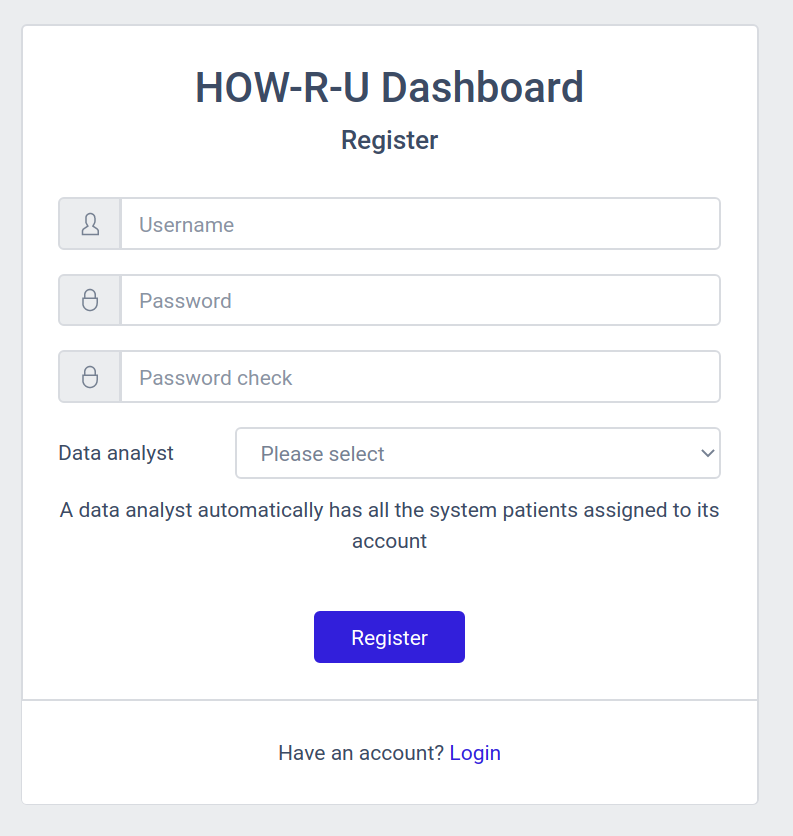 HOW-R-U Dashboard
Register
Username
Password
Password check
Data analyst
Please select
A data analyst automatically has all the system patients assigned to its
account
Register
Have an account? Login